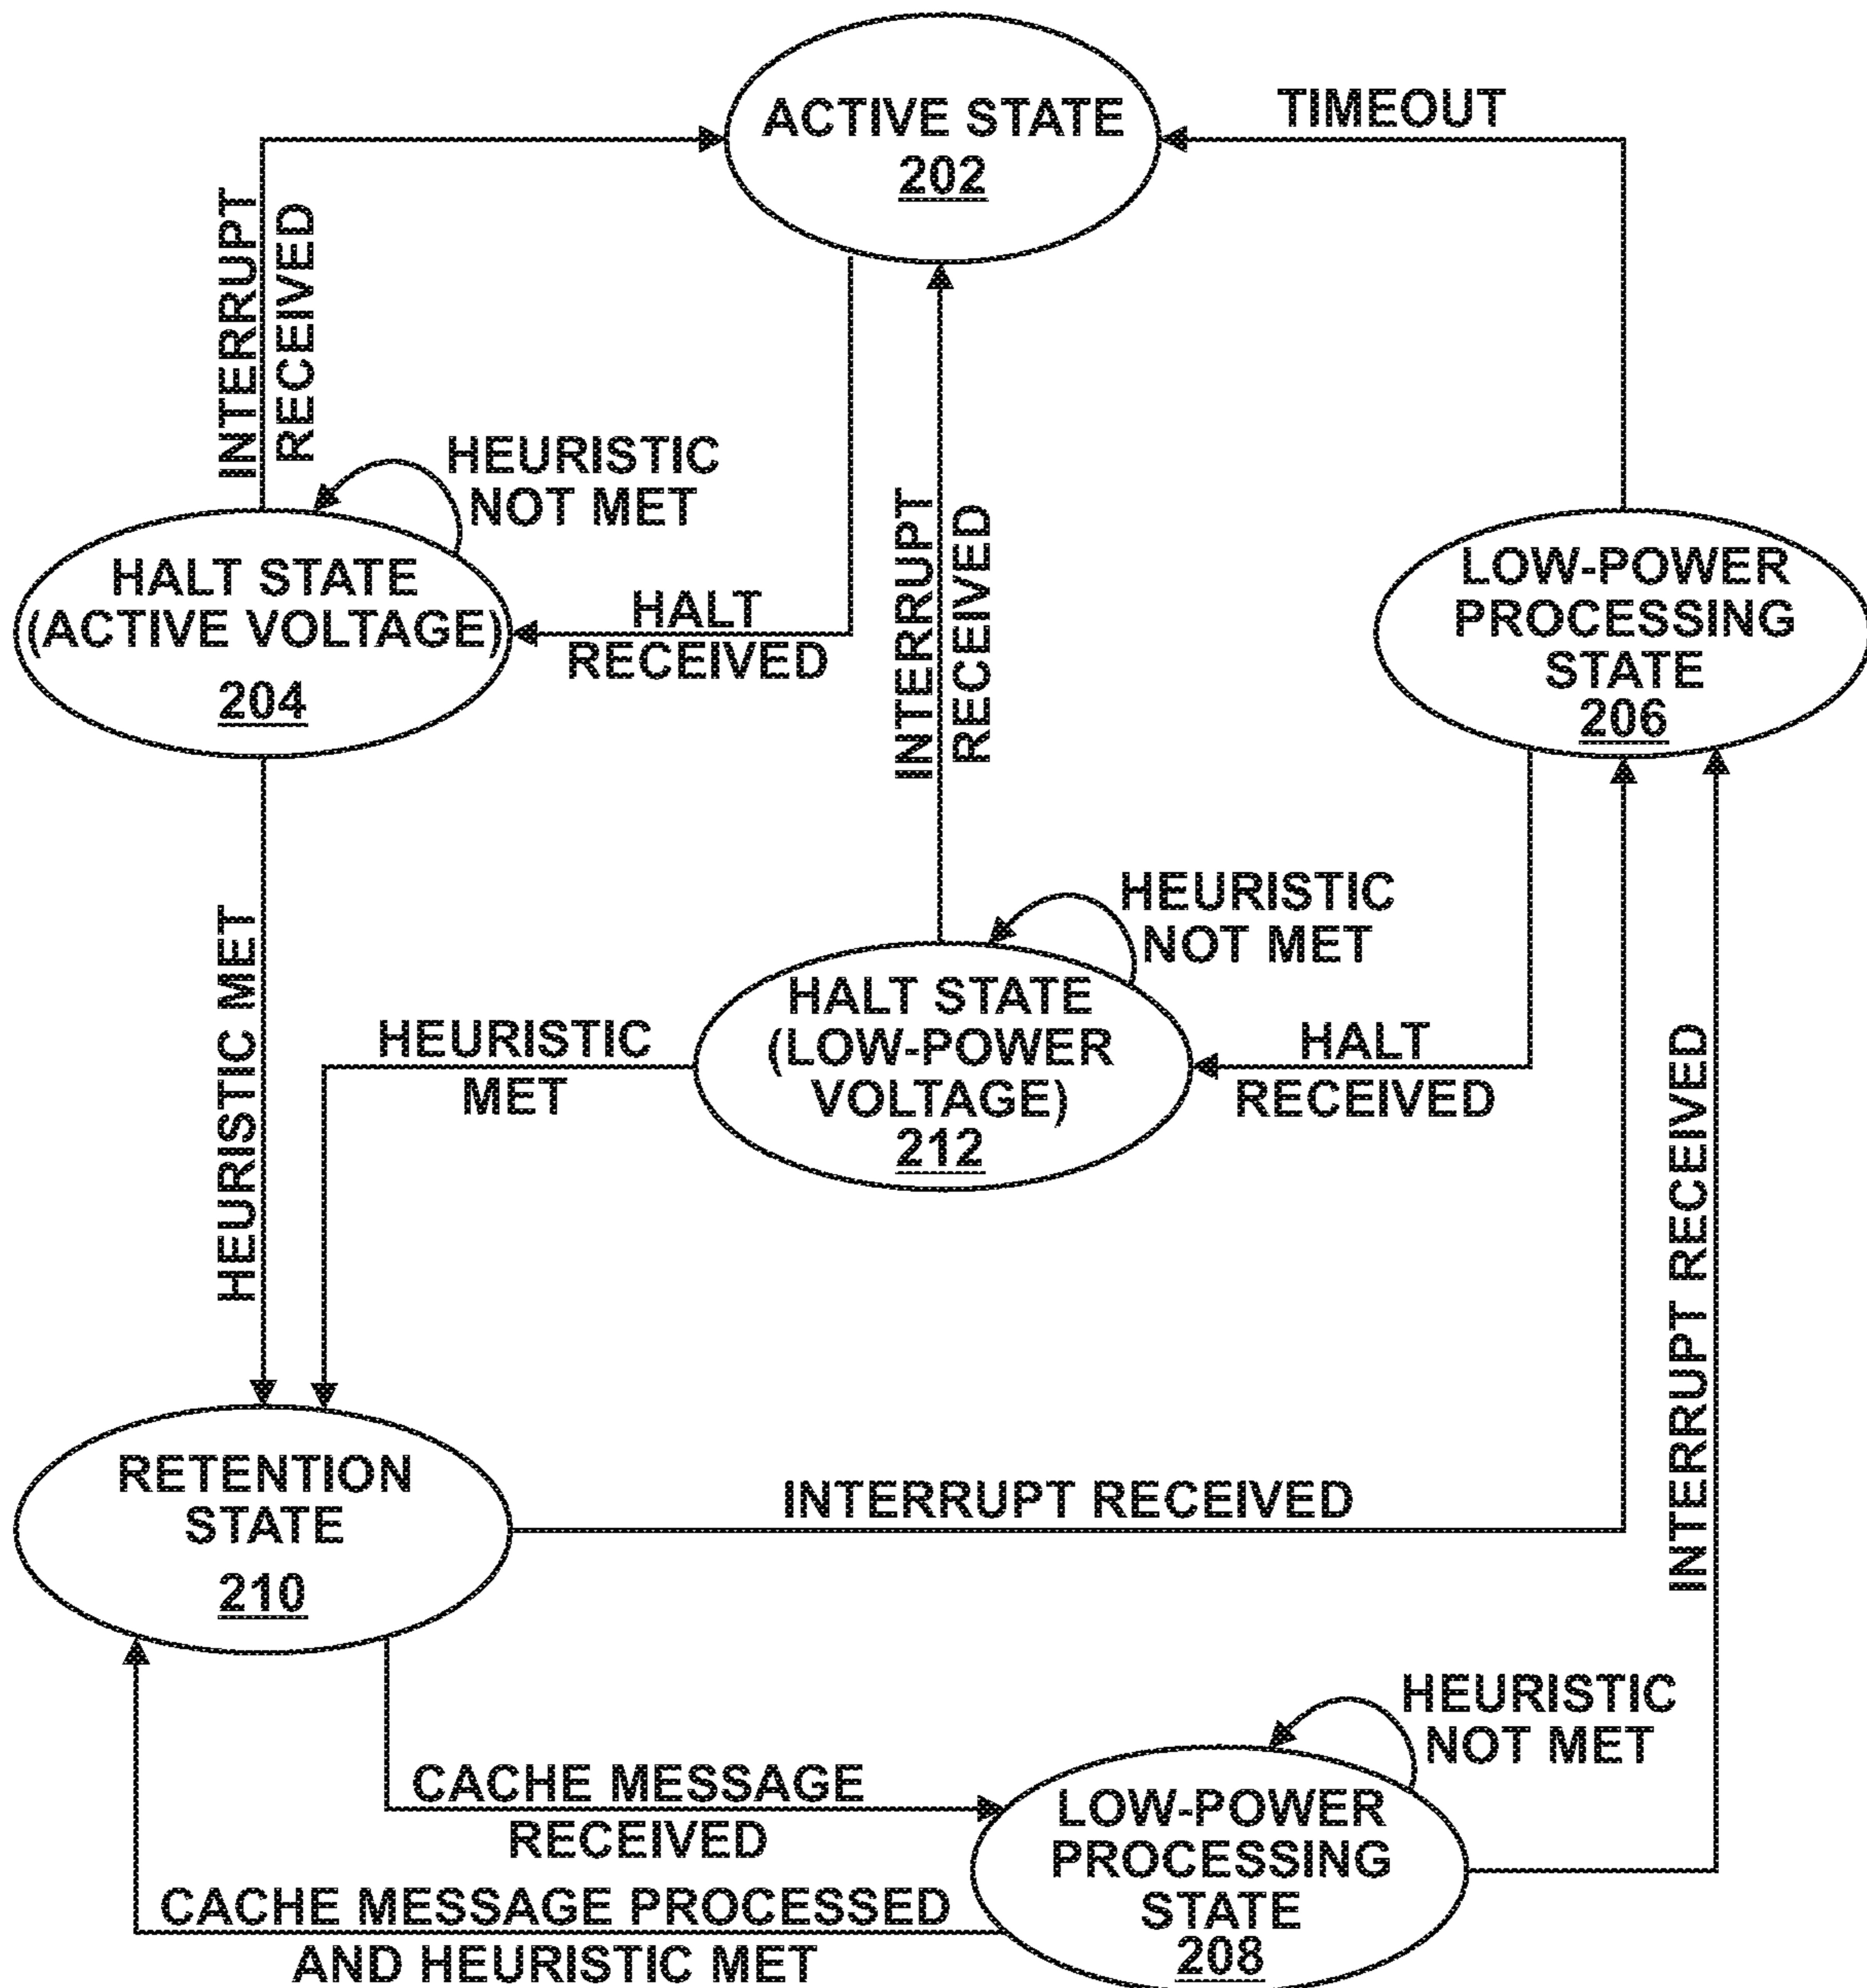 ACTIVE STATE
202
TIMEOUT
INTERRUPT
RECEIVED
HEURISTIC
NOT MET
HALT STATE
(ACTIVE VOLTAGE)
204
HALT
RECEIVED
INTERRUPT
RECEIVED
LOW-POWER
PROCESSING
STATE
206
HEURISTIC MET
HEURISTIC
NOT MET
HALT STATE
(LOW-POWER
VOLTAGE)
212
HEURISTIC
MET
HALT
RECEIVED
INTERRUPT RECEIVED
RETENTION
STATE
210
INTERRUPT RECEIVED
HEURISTIC
NOT MET
CACHE MESSAGE
RECEIVED
LOW-POWER
PROCESSING
STATE
208
CACHE MESSAGE PROCESSED
AND HEURISTIC MET